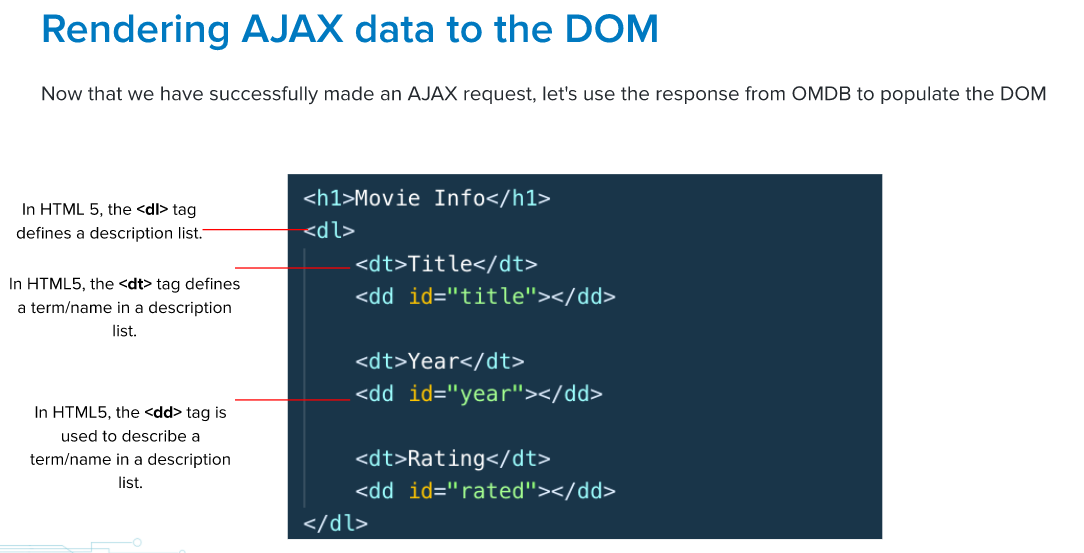 Rendering AJAX data to the DOM
Now that we have successfully made an AJAX request, let's use the response from OMDB to populate the DOM
In HTML 5, the <dl> tag
defines a description list.
In HTML5, the <dt> tag defines
a term/name in a description
list.
In HTML5, the <dd> tag is
used to describe a
term/name in a description
list.
<h1>Movie Info</h1>
<dl>
<dt>Title</dt>
<dd id="title"></dd>
<dt>Year</dt>
<dd id="year"></dd>
<dt>Rating</dt>
<dd id="rated"></dd>
</dl>